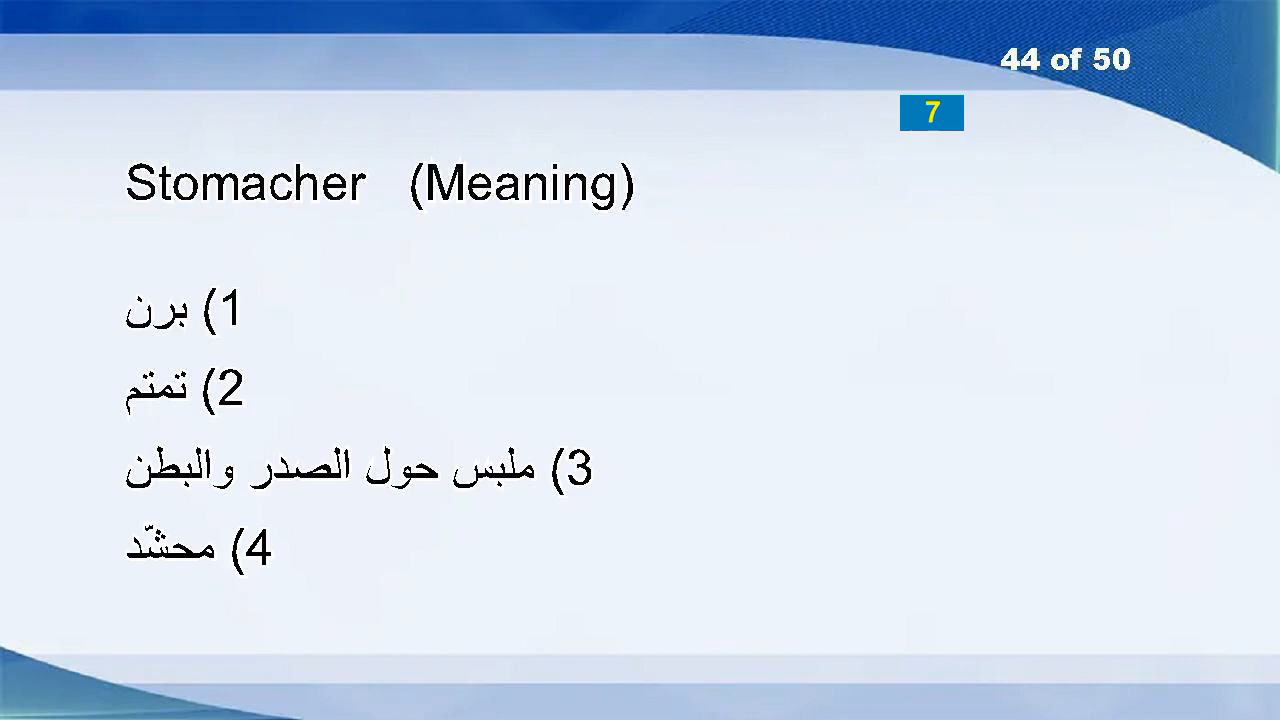 44 of 50
7
Stomacher (Meaning)
1) برن
2) تمتم
3) ملبس حول الصدر والبطن
4) محشّد